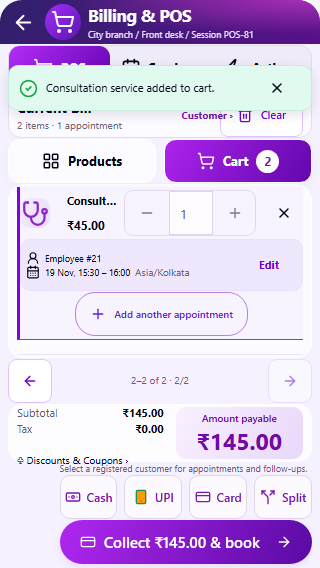 Billing & POS
City branch / Front desk / Session POS-81
Consultation service added to cart.
Current Bill
2 items · 1 appointment
Customer ›
Clear
Products
Cart 2
Consult...
₹45.00
1
Employee #21
19 Nov, 15:30 – 16:00 Asia/Kolkata
Edit
Add another appointment
2–2 of 2 · 2/2
Subtotal ₹145.00
Tax ₹0.00
Amount payable
₹145.00
Discounts & Coupons ›
Select a registered customer for appointments and follow-ups.
Cash
UPI
Card
Split
Collect ₹145.00 & book